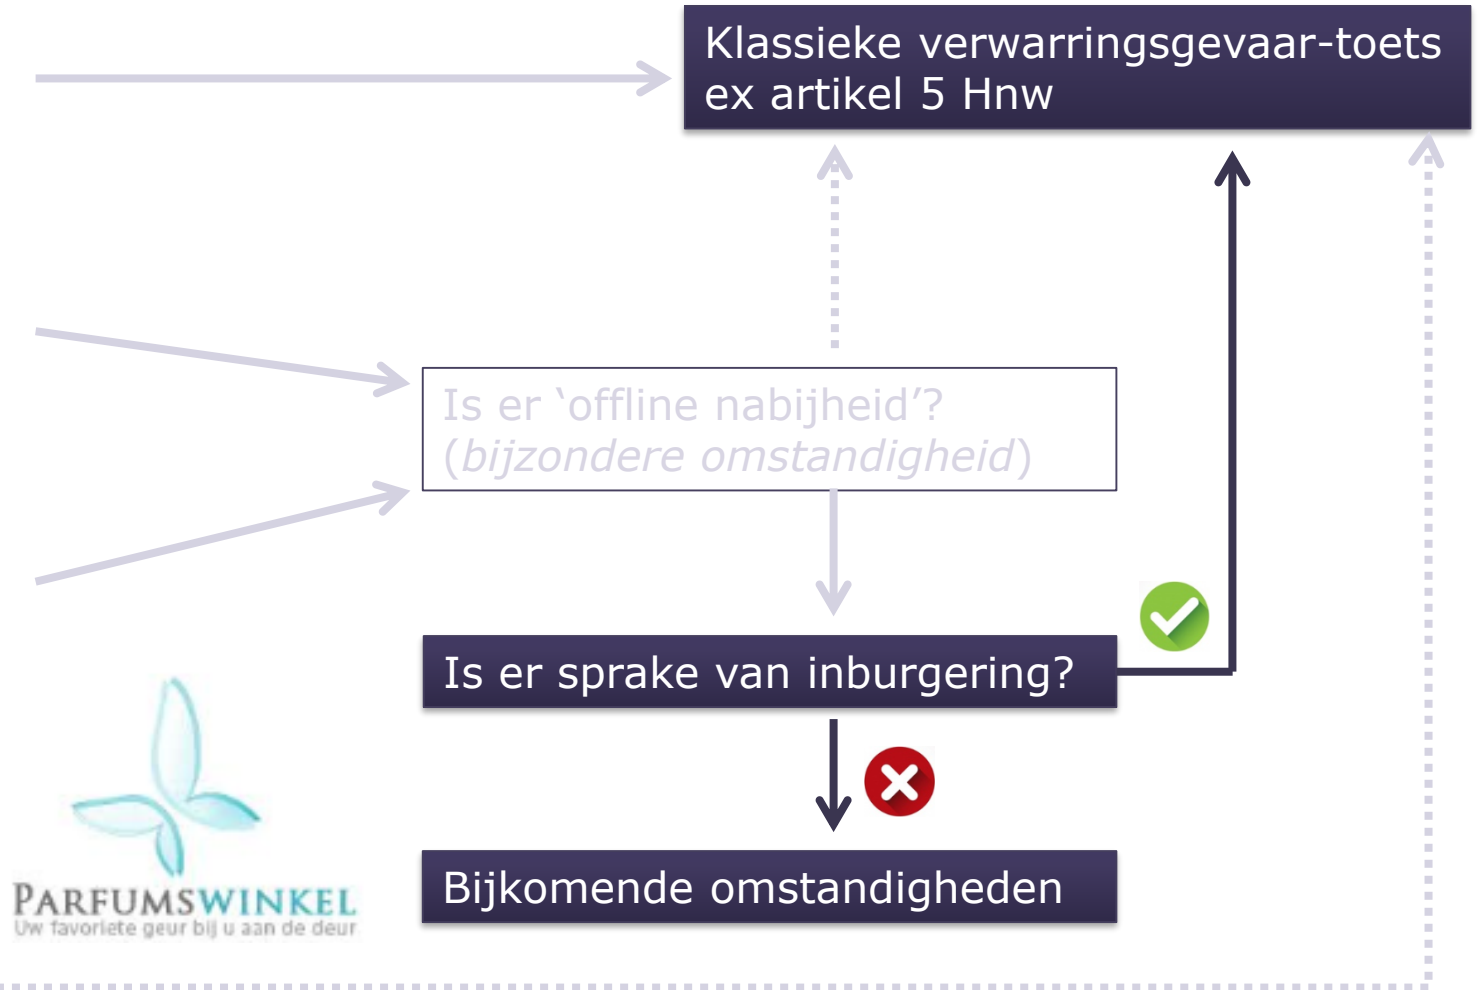 Klassieke verwarringsgevaar-toets
ex artikel 5 Hnw
Is er ‘offline nabijheid’?
(bijzondere omstandigheid)
Is er sprake van inburgering?
Bijkomende omstandigheden
PARFUMSWINKEL
Uw favoriete geur bij u aan de deur